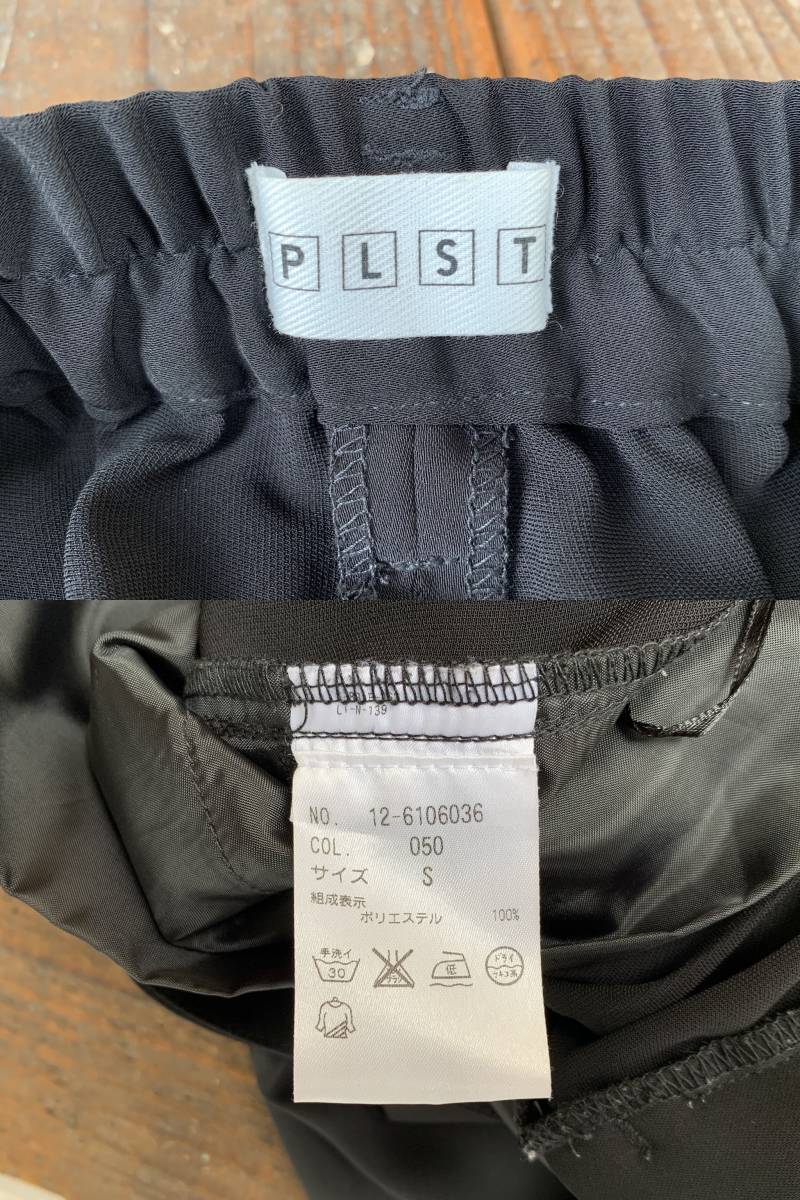 PLST
LI-N-139
NO. 12-6106036
COL. 050
サイズ S
組成表示
ポリエステル 100%
手洗イ
30
低
ドライ